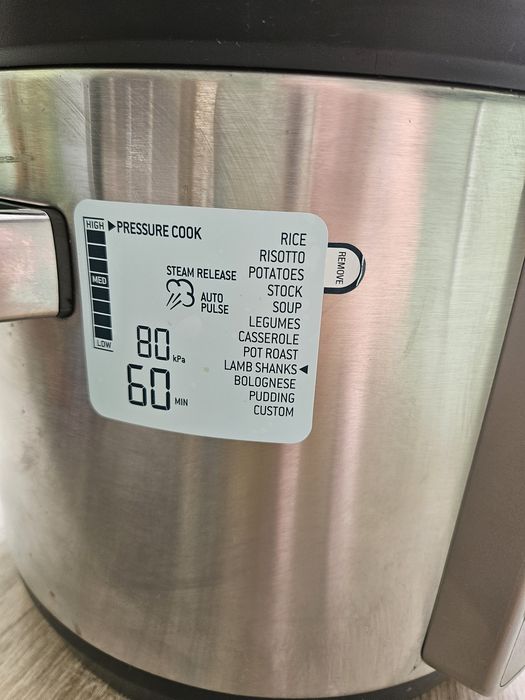 HIGH
MED
LOW
PRESSURE COOK
STEAM RELEASE
AUTO
PULSE
80 kPa
60 MIN
RICE
RISOTTO
POTATOES
STOCK
SOUP
LEGUMES
CASSEROLE
POT ROAST
LAMB SHANKS
BOLOGNESE
PUDDING
CUSTOM
REMOVE